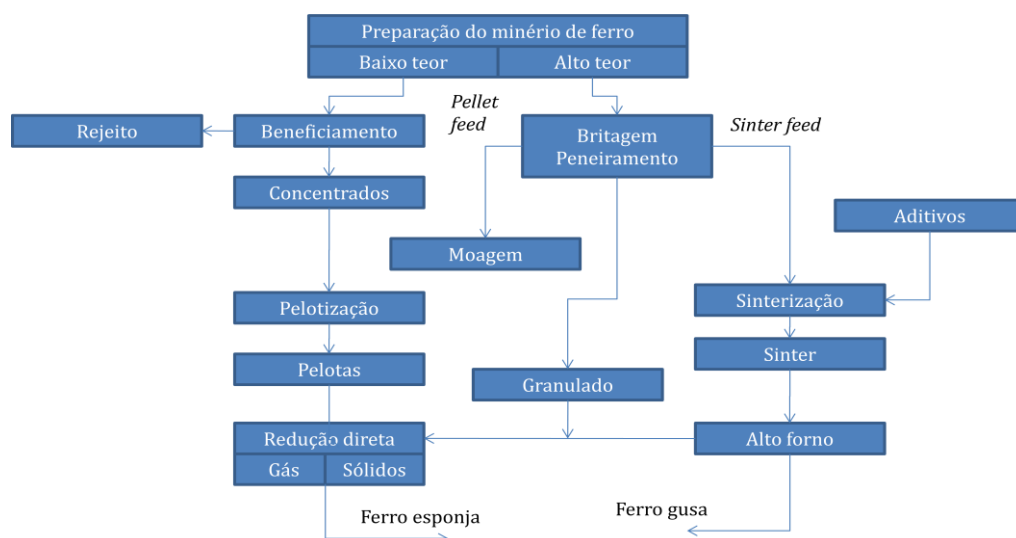 Preparação do minério de ferro
Baixo teor
Alto teor
Pellet
feed
Rejeito
Beneficiamento
Britagem
Peneiramento
Sinter feed
Concentrados
Aditivos
Moagem
Pelotização
Sinterização
Pelotas
Granulado
Sinter
Redução direta
Alto forno
Gás
Sólidos
Ferro esponja
Ferro gusa